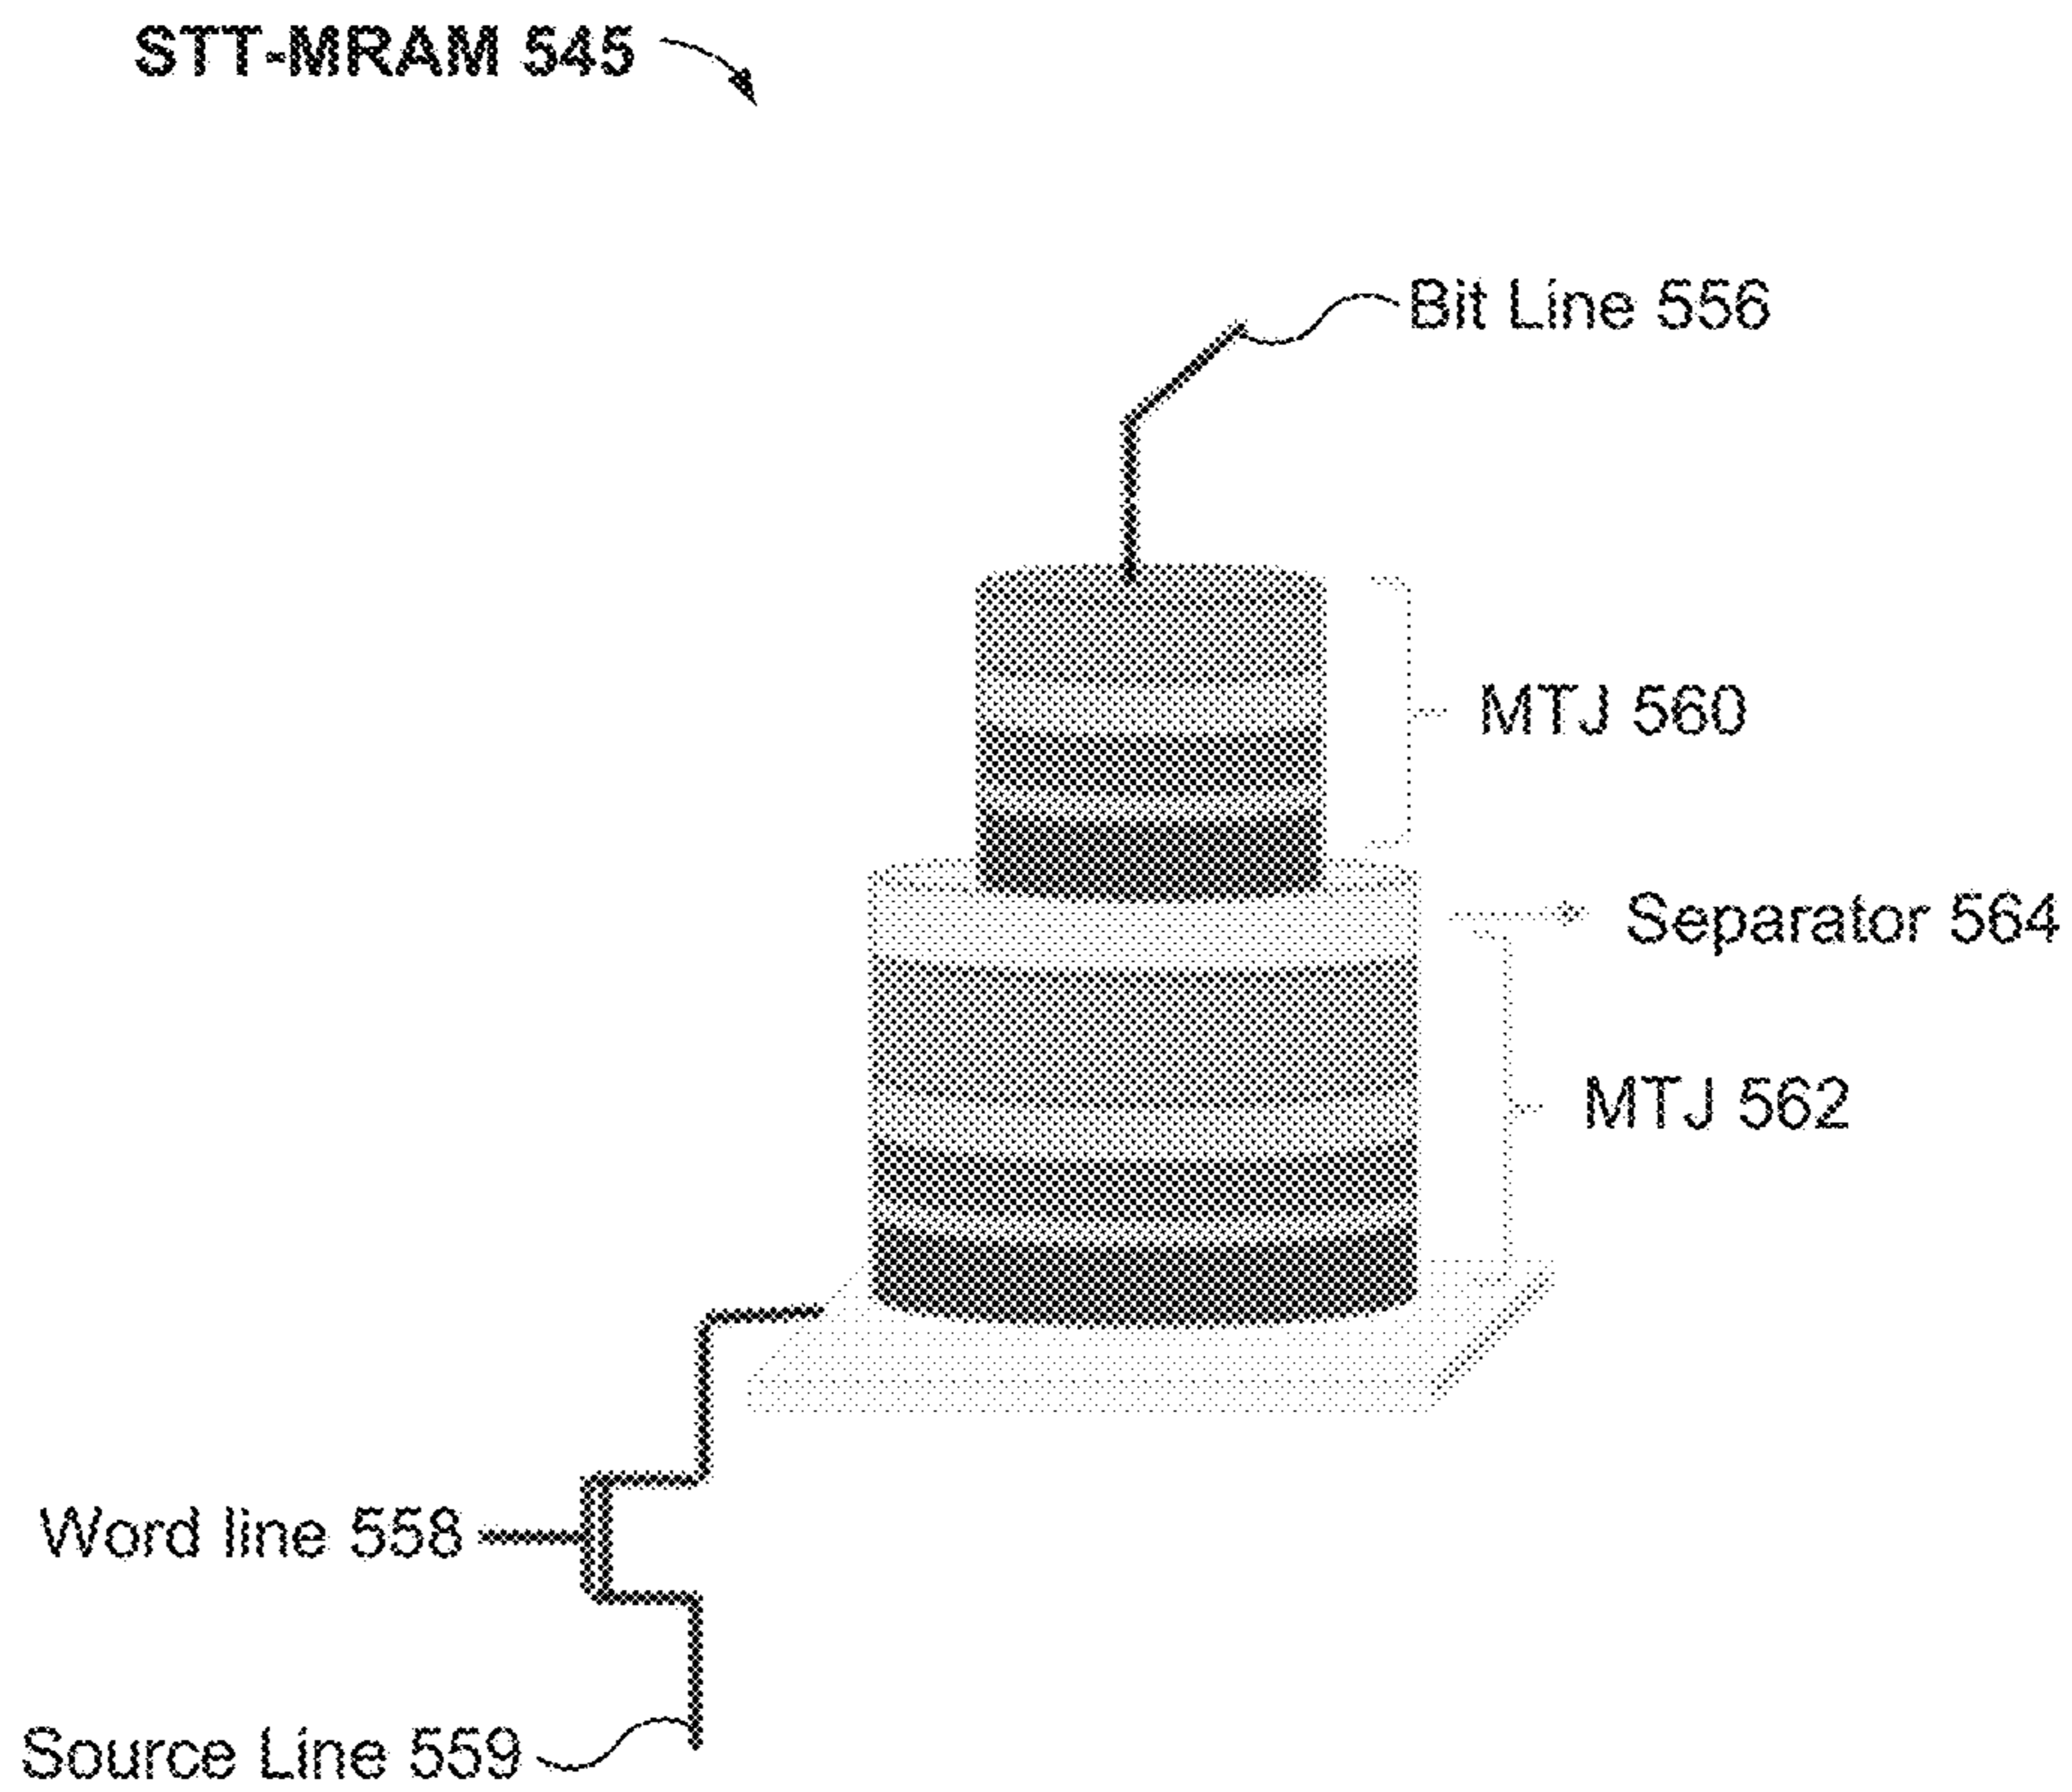 STT-MRAM 545
Bit Line 556
MTJ 560
Separator 564
MTJ 562
Word line 558
Source Line 559